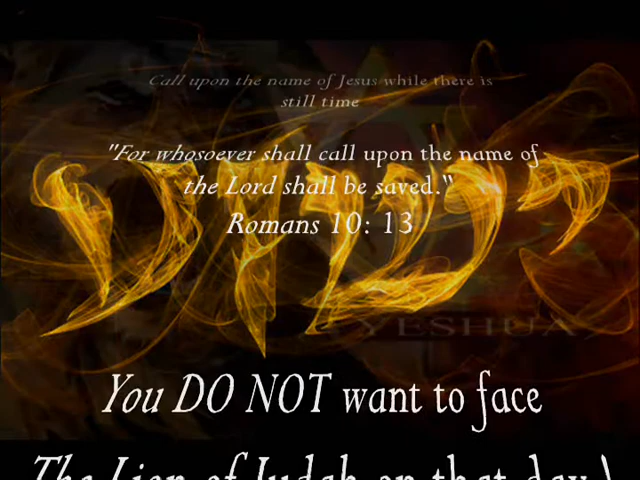 Call upon the name of Jesus while there is
still time
"For whosoever shall call upon the name of
the Lord shall be saved."
Romans 10: 13
ישוע
YESHUA
You DO NOT want to face
The Lion of Judah on that day !